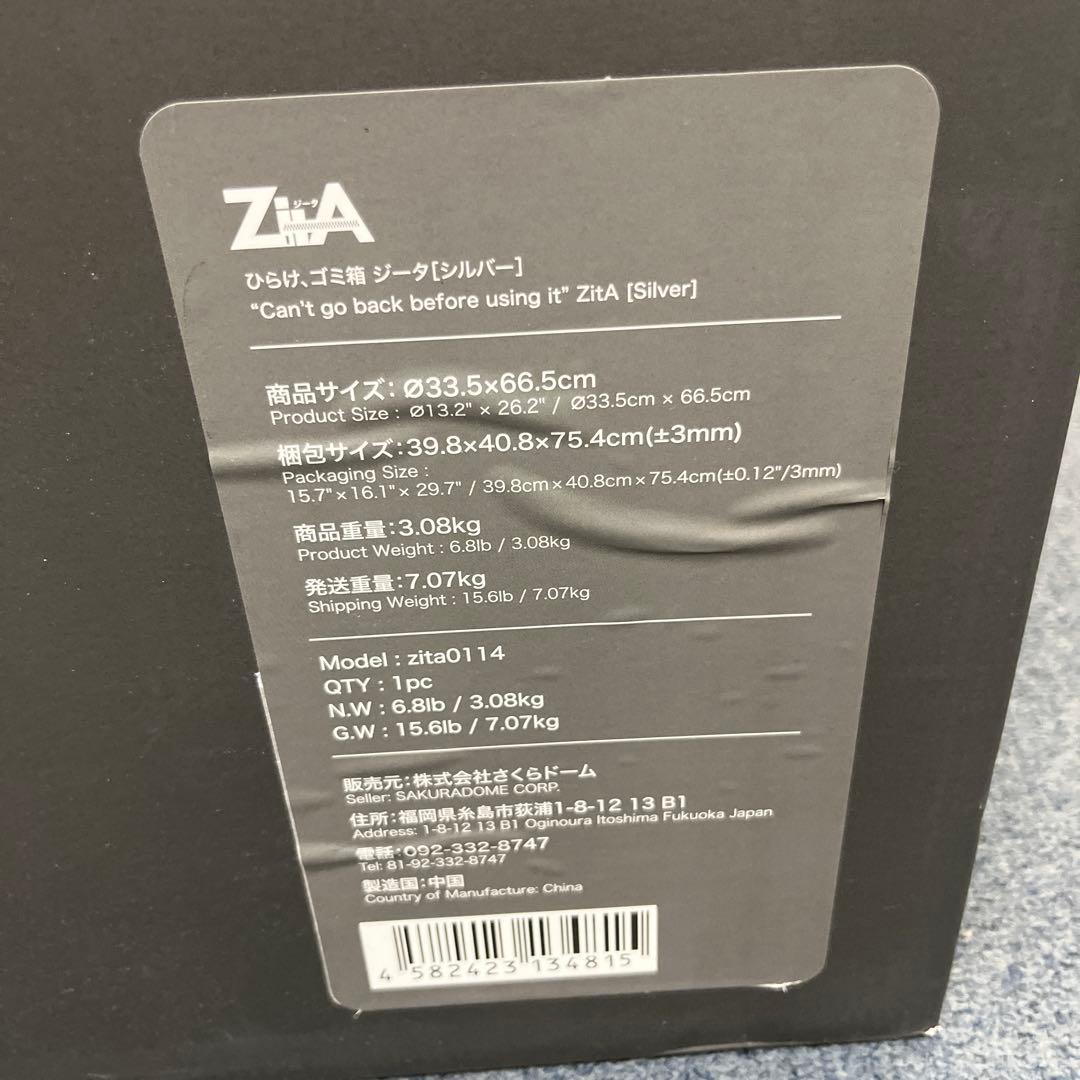 ZitA
ジータ
ひらけ、ゴミ箱 ジータ[シルバー]
“Can't go back before using it” ZitA [Silver]
商品サイズ：Ø33.5×66.5cm
Product Size : Ø13.2" × 26.2" / Ø33.5cm × 66.5cm
梱包サイズ：39.8×40.8×75.4cm(±3mm)
Packaging Size :
15.7" × 16.1" × 29.7" / 39.8cm × 40.8cm × 75.4cm(±0.12"/3mm)
商品重量：3.08kg
Product Weight : 6.8lb / 3.08kg
発送重量：7.07kg
Shipping Weight : 15.6lb / 7.07kg
Model : zita0114
QTY : 1pc
N.W : 6.8lb / 3.08kg
G.W : 15.6lb / 7.07kg
販売元：株式会社さくらドーム
Seller: SAKURADOME CORP.
住所：福岡県糸島市荻浦1-8-12 13 B1
Address: 1-8-12 13 B1 Oginoura Itoshima Fukuoka Japan
電話：092-332-8747
Tel: 81-92-332-8747
製造国：中国
Country of Manufacture: China
4 582423 134815